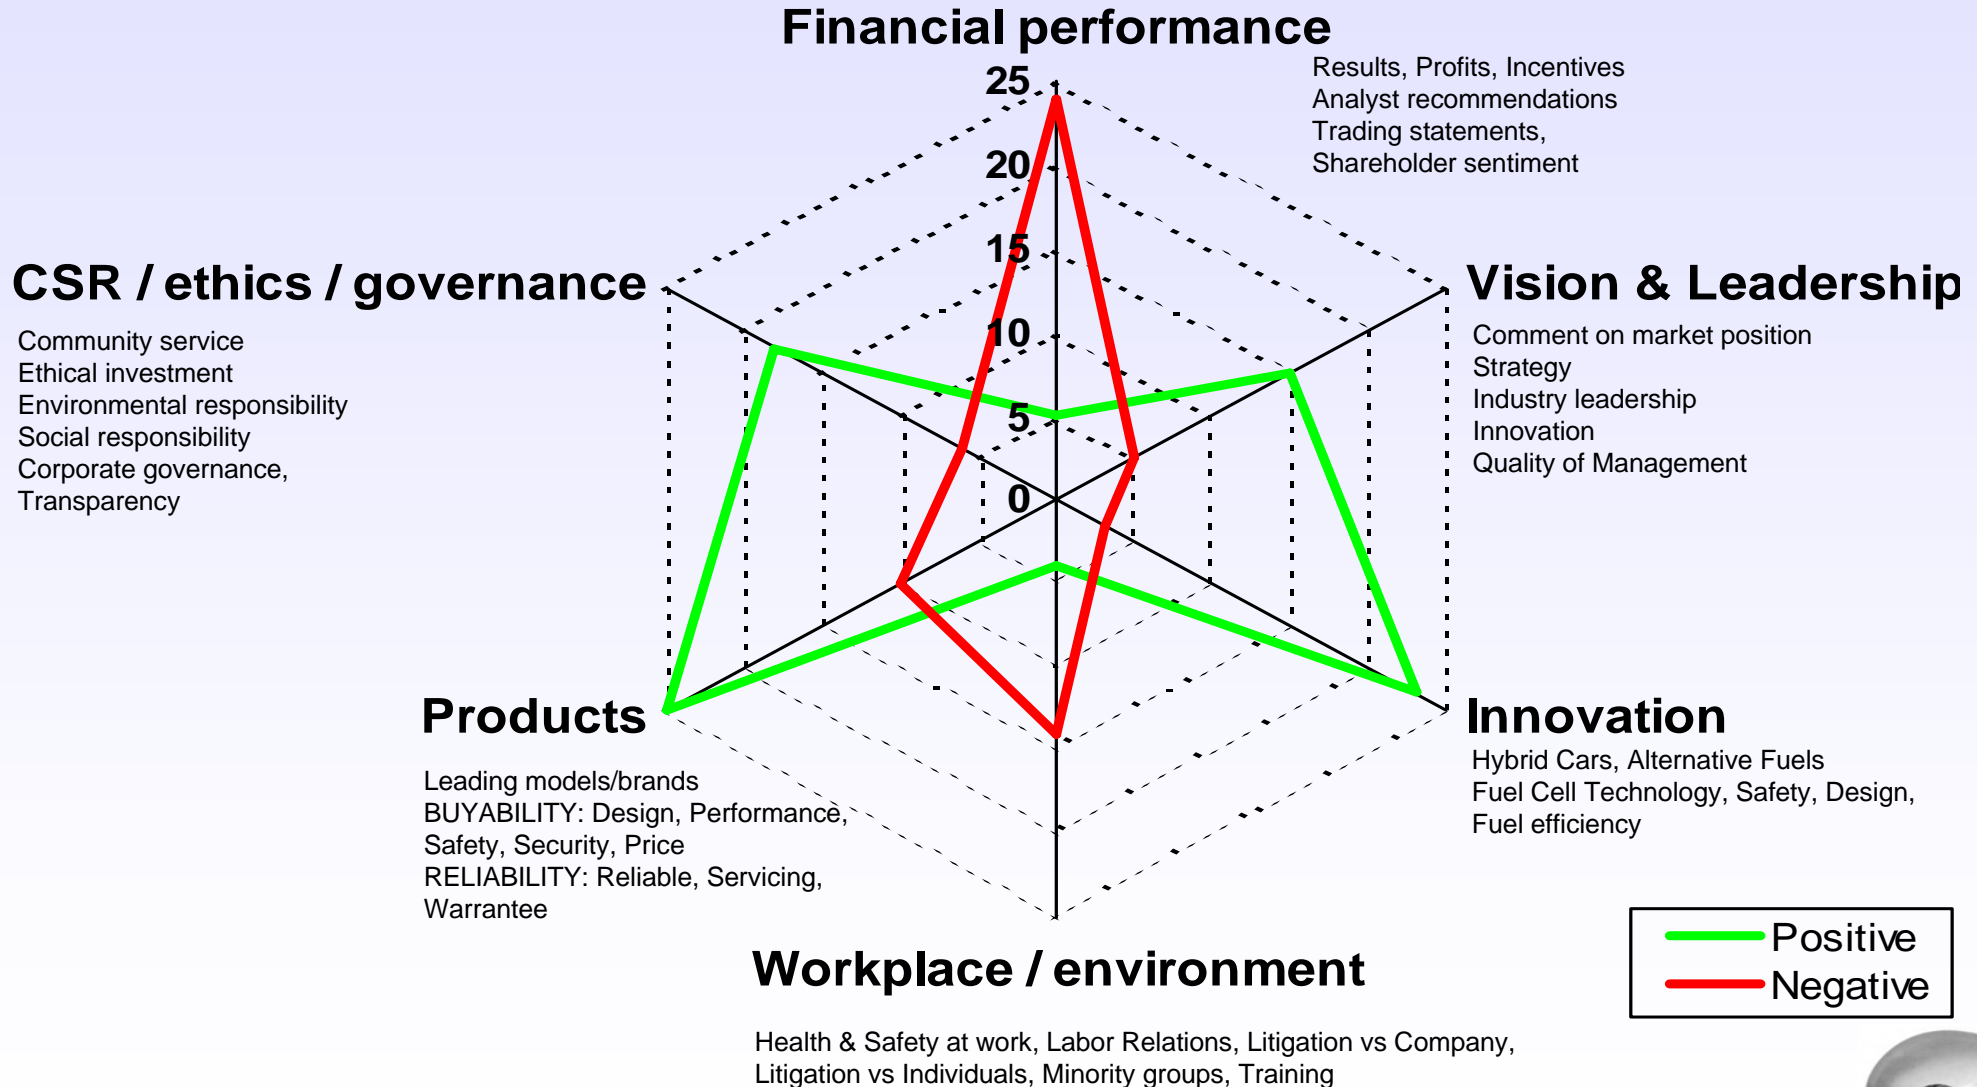 Financial performance
Results, Profits, Incentives
Analyst recommendations
Trading statements,
Shareholder sentiment
25
20
15
10
5
0
CSR / ethics / governance
Community service
Ethical investment
Environmental responsibility
Social responsibility
Corporate governance,
Transparency
Vision & Leadership
Comment on market position
Strategy
Industry leadership
Innovation
Quality of Management
Products
Leading models/brands
BUYABILITY: Design, Performance,
Safety, Security, Price
RELIABILITY: Reliable, Servicing,
Warrantee
Innovation
Hybrid Cars, Alternative Fuels
Fuel Cell Technology, Safety, Design,
Fuel efficiency
Workplace / environment
Health & Safety at work, Labor Relations, Litigation vs Company,
Litigation vs Individuals, Minority groups, Training
Positive
Negative